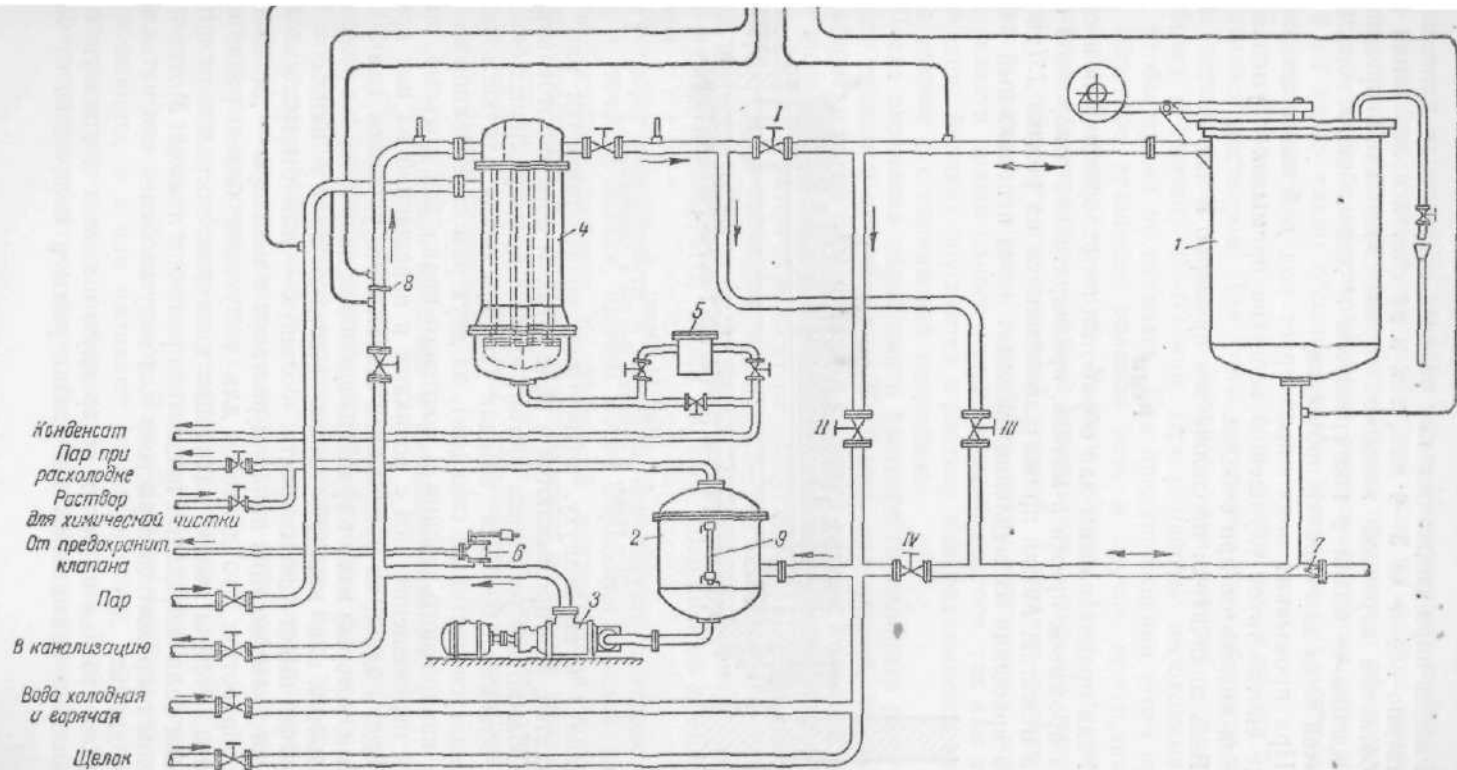 I
8
4
1
5
Конденсат
Пар при
расхолодке
Раствор
для химической чистки
От предохранит.
клапана
Пар
В канализацию
Вода холодная
и горячая
Щелок
II
III
6
2
9
IV
7
3